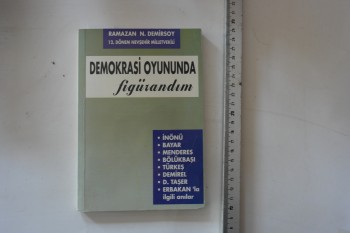 RAMAZAN N. DEMİRSOY
13. DÖNEM NEVŞEHİR MİLLETVEKİLİ
DEMOKRASİ OYUNUNDA
figürandım
• İNÖNÜ
• BAYAR
• MENDERES
• BÖLÜKBAŞI
• TÜRKEŞ
• DEMİREL
• D. TAŞER
• ERBAKAN 'la
ilgili anılar